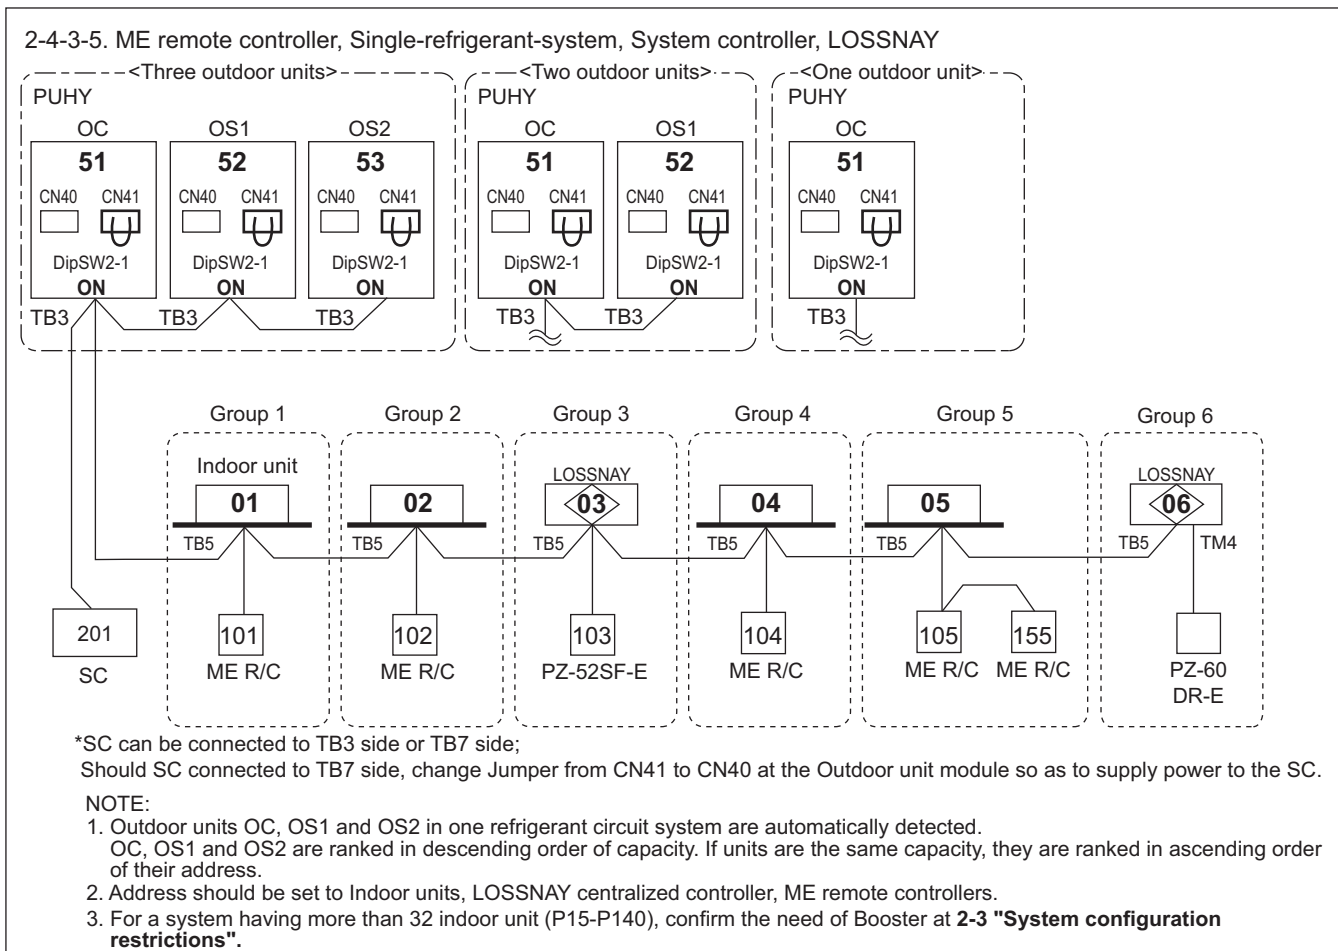 2-4-3-5. ME remote controller, Single-refrigerant-system, System controller, LOSSNAY
<Three outdoor units> <Two outdoor units> <One outdoor unit>
PUHY PUHY PUHY
OC OS1 OS2 OC OS1 OC
51 52 53 51 52 51
CN40 CN41 CN40 CN41 CN40 CN41 CN40 CN41 CN40 CN41 CN40 CN41
DipSW2-1 DipSW2-1 DipSW2-1 DipSW2-1 DipSW2-1 DipSW2-1
ON ON ON ON ON ON
TB3 TB3 TB3 TB3 TB3 TB3
Group 1 Group 2 Group 3 Group 4 Group 5 Group 6
Indoor unit LOSSNAY LOSSNAY
01 02 03 04 05 06
TB5 TB5 TB5 TB5 TB5 TB5 TM4
201 101 102 103 104 105 155
SC ME R/C ME R/C PZ-52SF-E ME R/C ME R/C ME R/C PZ-60
DR-E
*SC can be connected to TB3 side or TB7 side;
Should SC connected to TB7 side, change Jumper from CN41 to CN40 at the Outdoor unit module so as to supply power to the SC.
NOTE:
1. Outdoor units OC, OS1 and OS2 in one refrigerant circuit system are automatically detected.
OC, OS1 and OS2 are ranked in descending order of capacity. If units are the same capacity, they are ranked in ascending order
of their address.
2. Address should be set to Indoor units, LOSSNAY centralized controller, ME remote controllers.
3. For a system having more than 32 indoor unit (P15-P140), confirm the need of Booster at 2-3 "System configuration
restrictions".